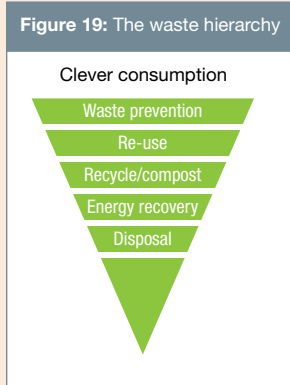 Figure 19: The waste hierarchy
Clever consumption
Waste prevention
Re-use
Recycle/compost
Energy recovery
Disposal